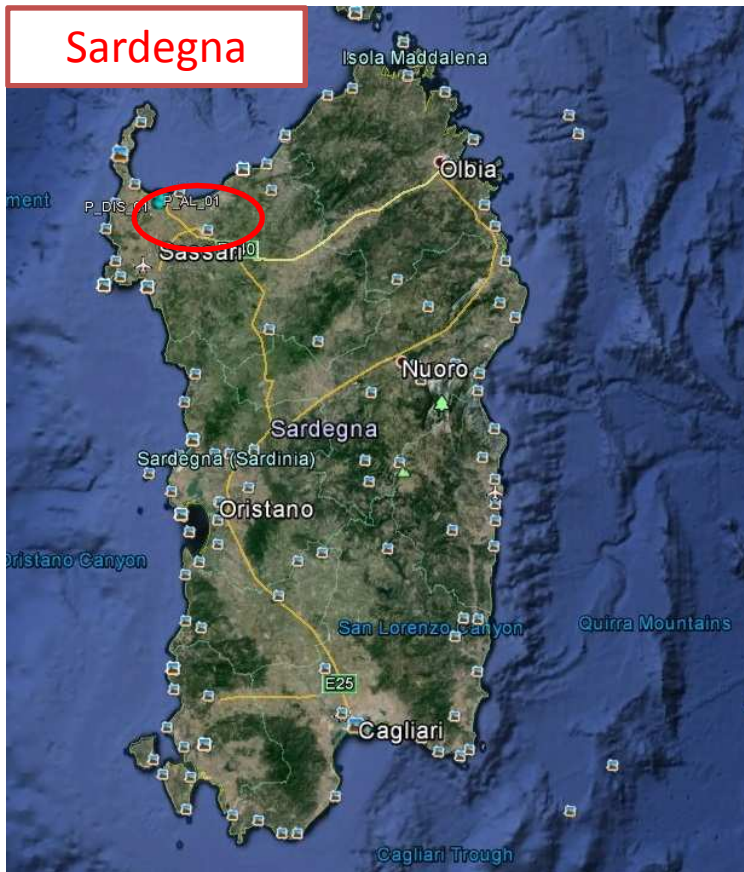 Sardegna
Isola Maddalena
Olbia
P_DIS_01
P_AL_01
ment
Sassari
Nuoro
Sardegna
Sardegna (Sardinia)
Oristano
Oristano Canyon
San Lorenzo Canyon
Quirra Mountains
E25
Cagliari
Cagliari Trough